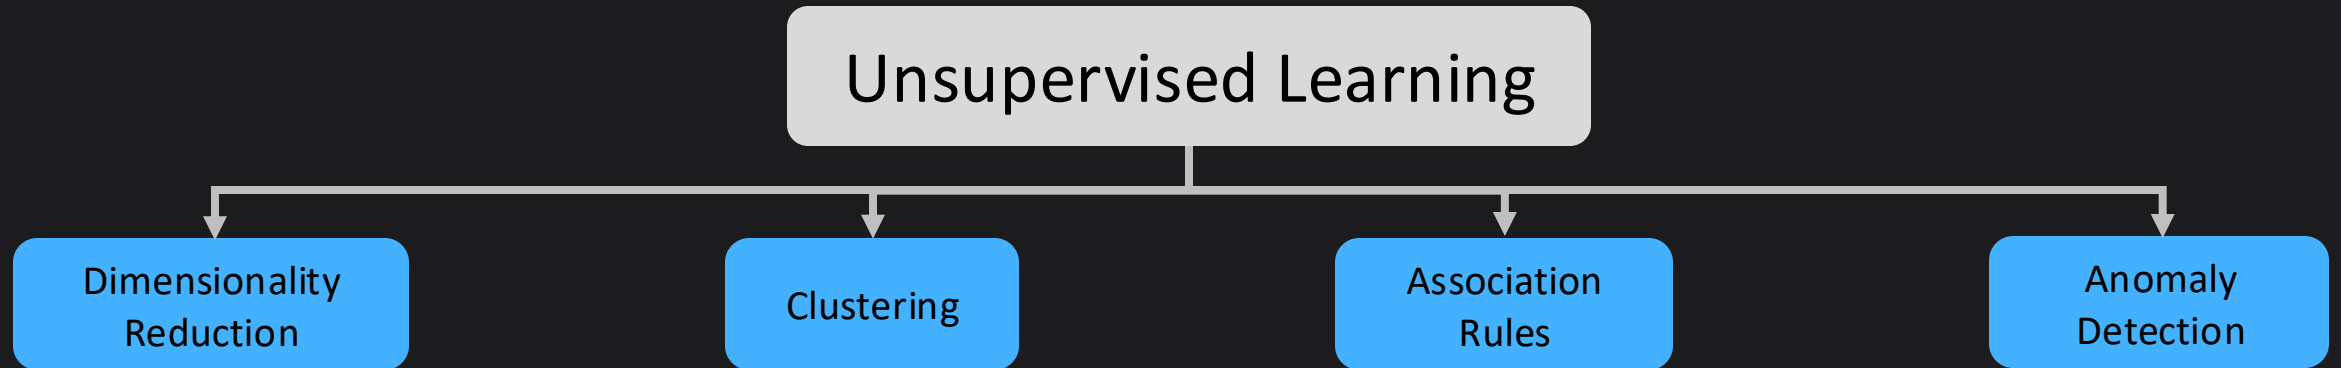 Unsupervised Learning
Dimensionality
Reduction
Clustering
Association
Rules
Anomaly
Detection